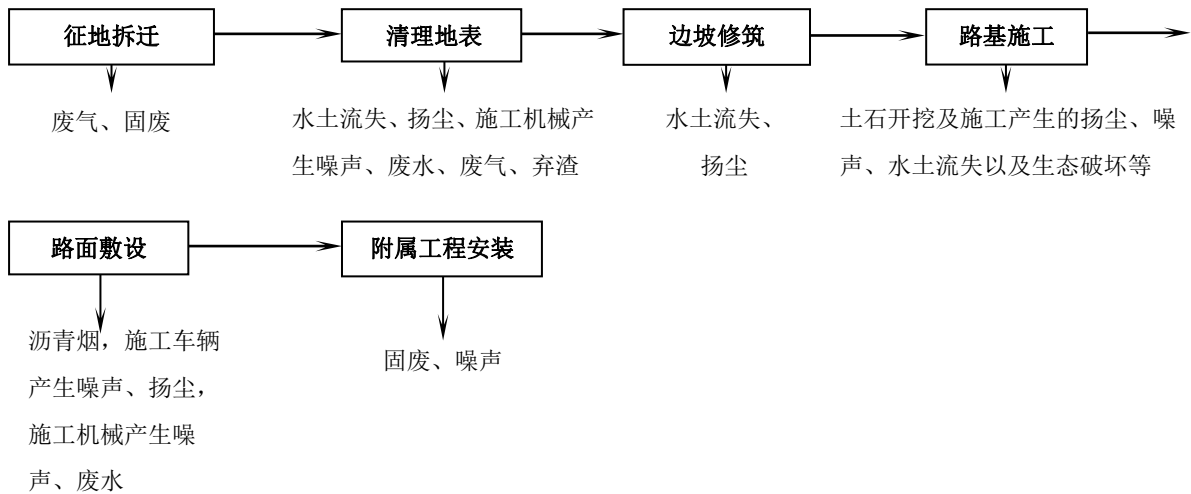 征地拆迁
清理地表
边坡修筑
路基施工
废气、固废
水土流失、扬尘、施工机械产
生噪声、废水、废气、弃渣
水土流失、
扬尘
土石开挖及施工产生的扬尘、噪
声、水土流失以及生态破坏等
路面敷设
附属工程安装
沥青烟，施工车辆
产生噪声、扬尘，
施工机械产生噪
声、废水
固废、噪声